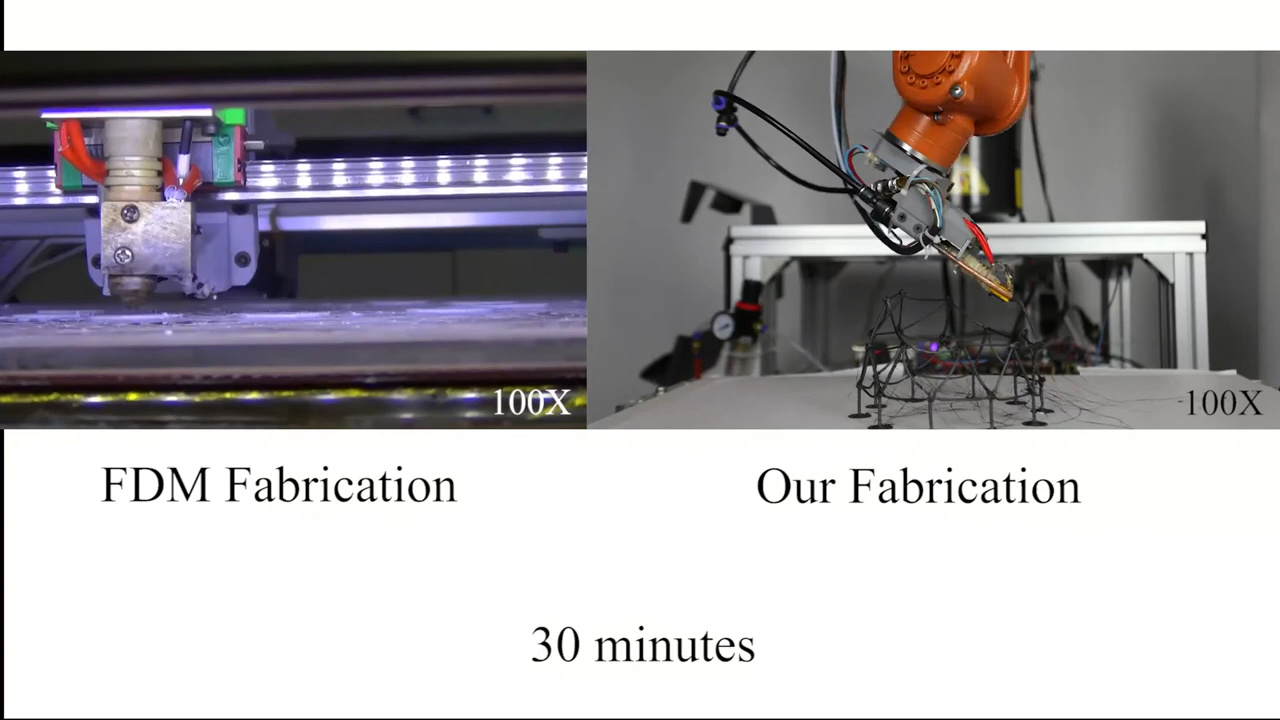 100X
100X
FDM Fabrication
Our Fabrication
30 minutes